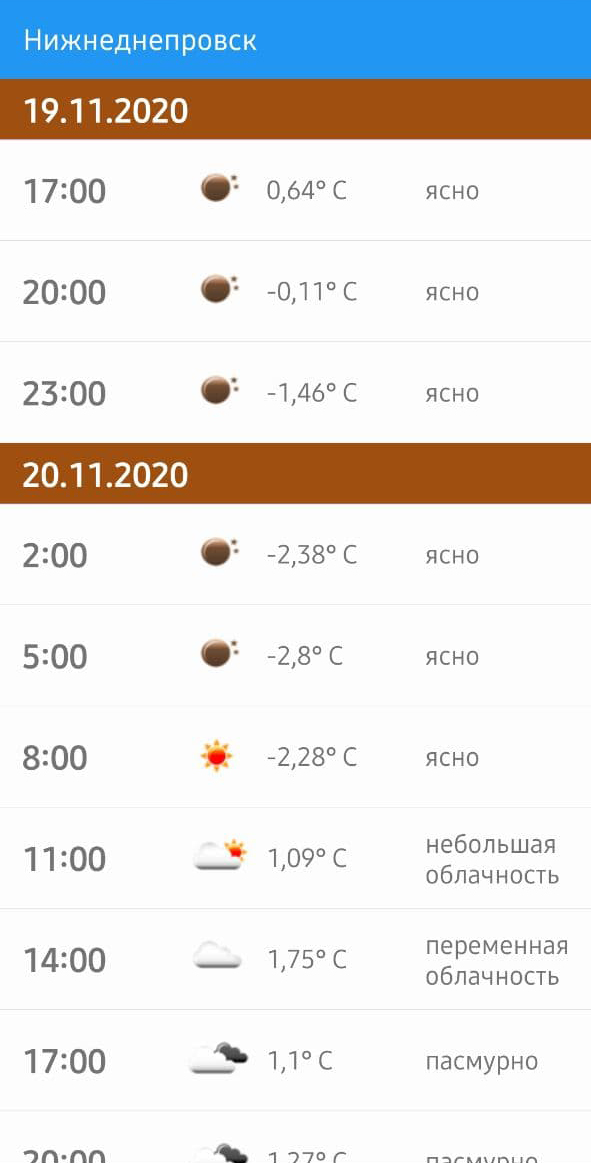 Нижнеднепровск
19.11.2020
17:00 0,64° C ясно
20:00 -0,11° C ясно
23:00 -1,46° C ясно
20.11.2020
2:00 -2,38° C ясно
5:00 -2,8° C ясно
8:00 -2,28° C ясно
11:00 1,09° C небольшая
облачность
14:00 1,75° C переменная
облачность
17:00 1,1° C пасмурно
20:00 1,27° C пасмурно